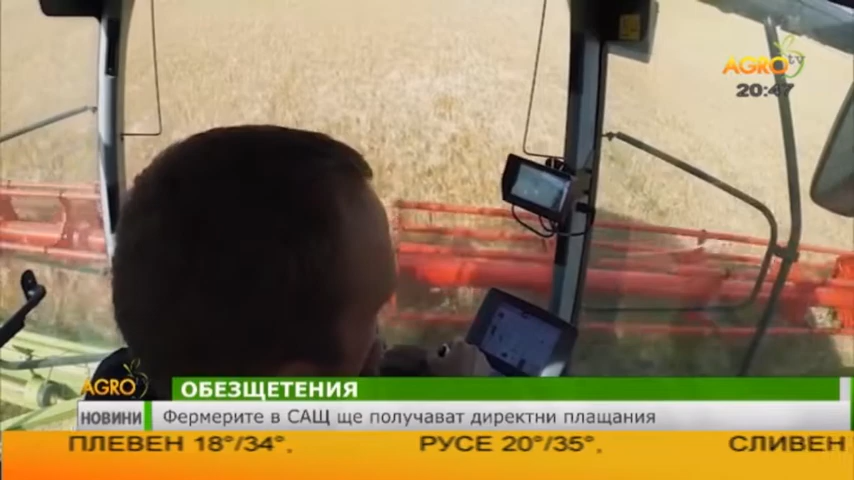 AGRO tv
20:47
AGRO
НОВИНИ
ОБЕЗЩЕТЕНИЯ
Фермерите в САЩ ще получават директни плащания
ПЛЕВЕН 18°/34°, РУСЕ 20°/35°, СЛИВЕН